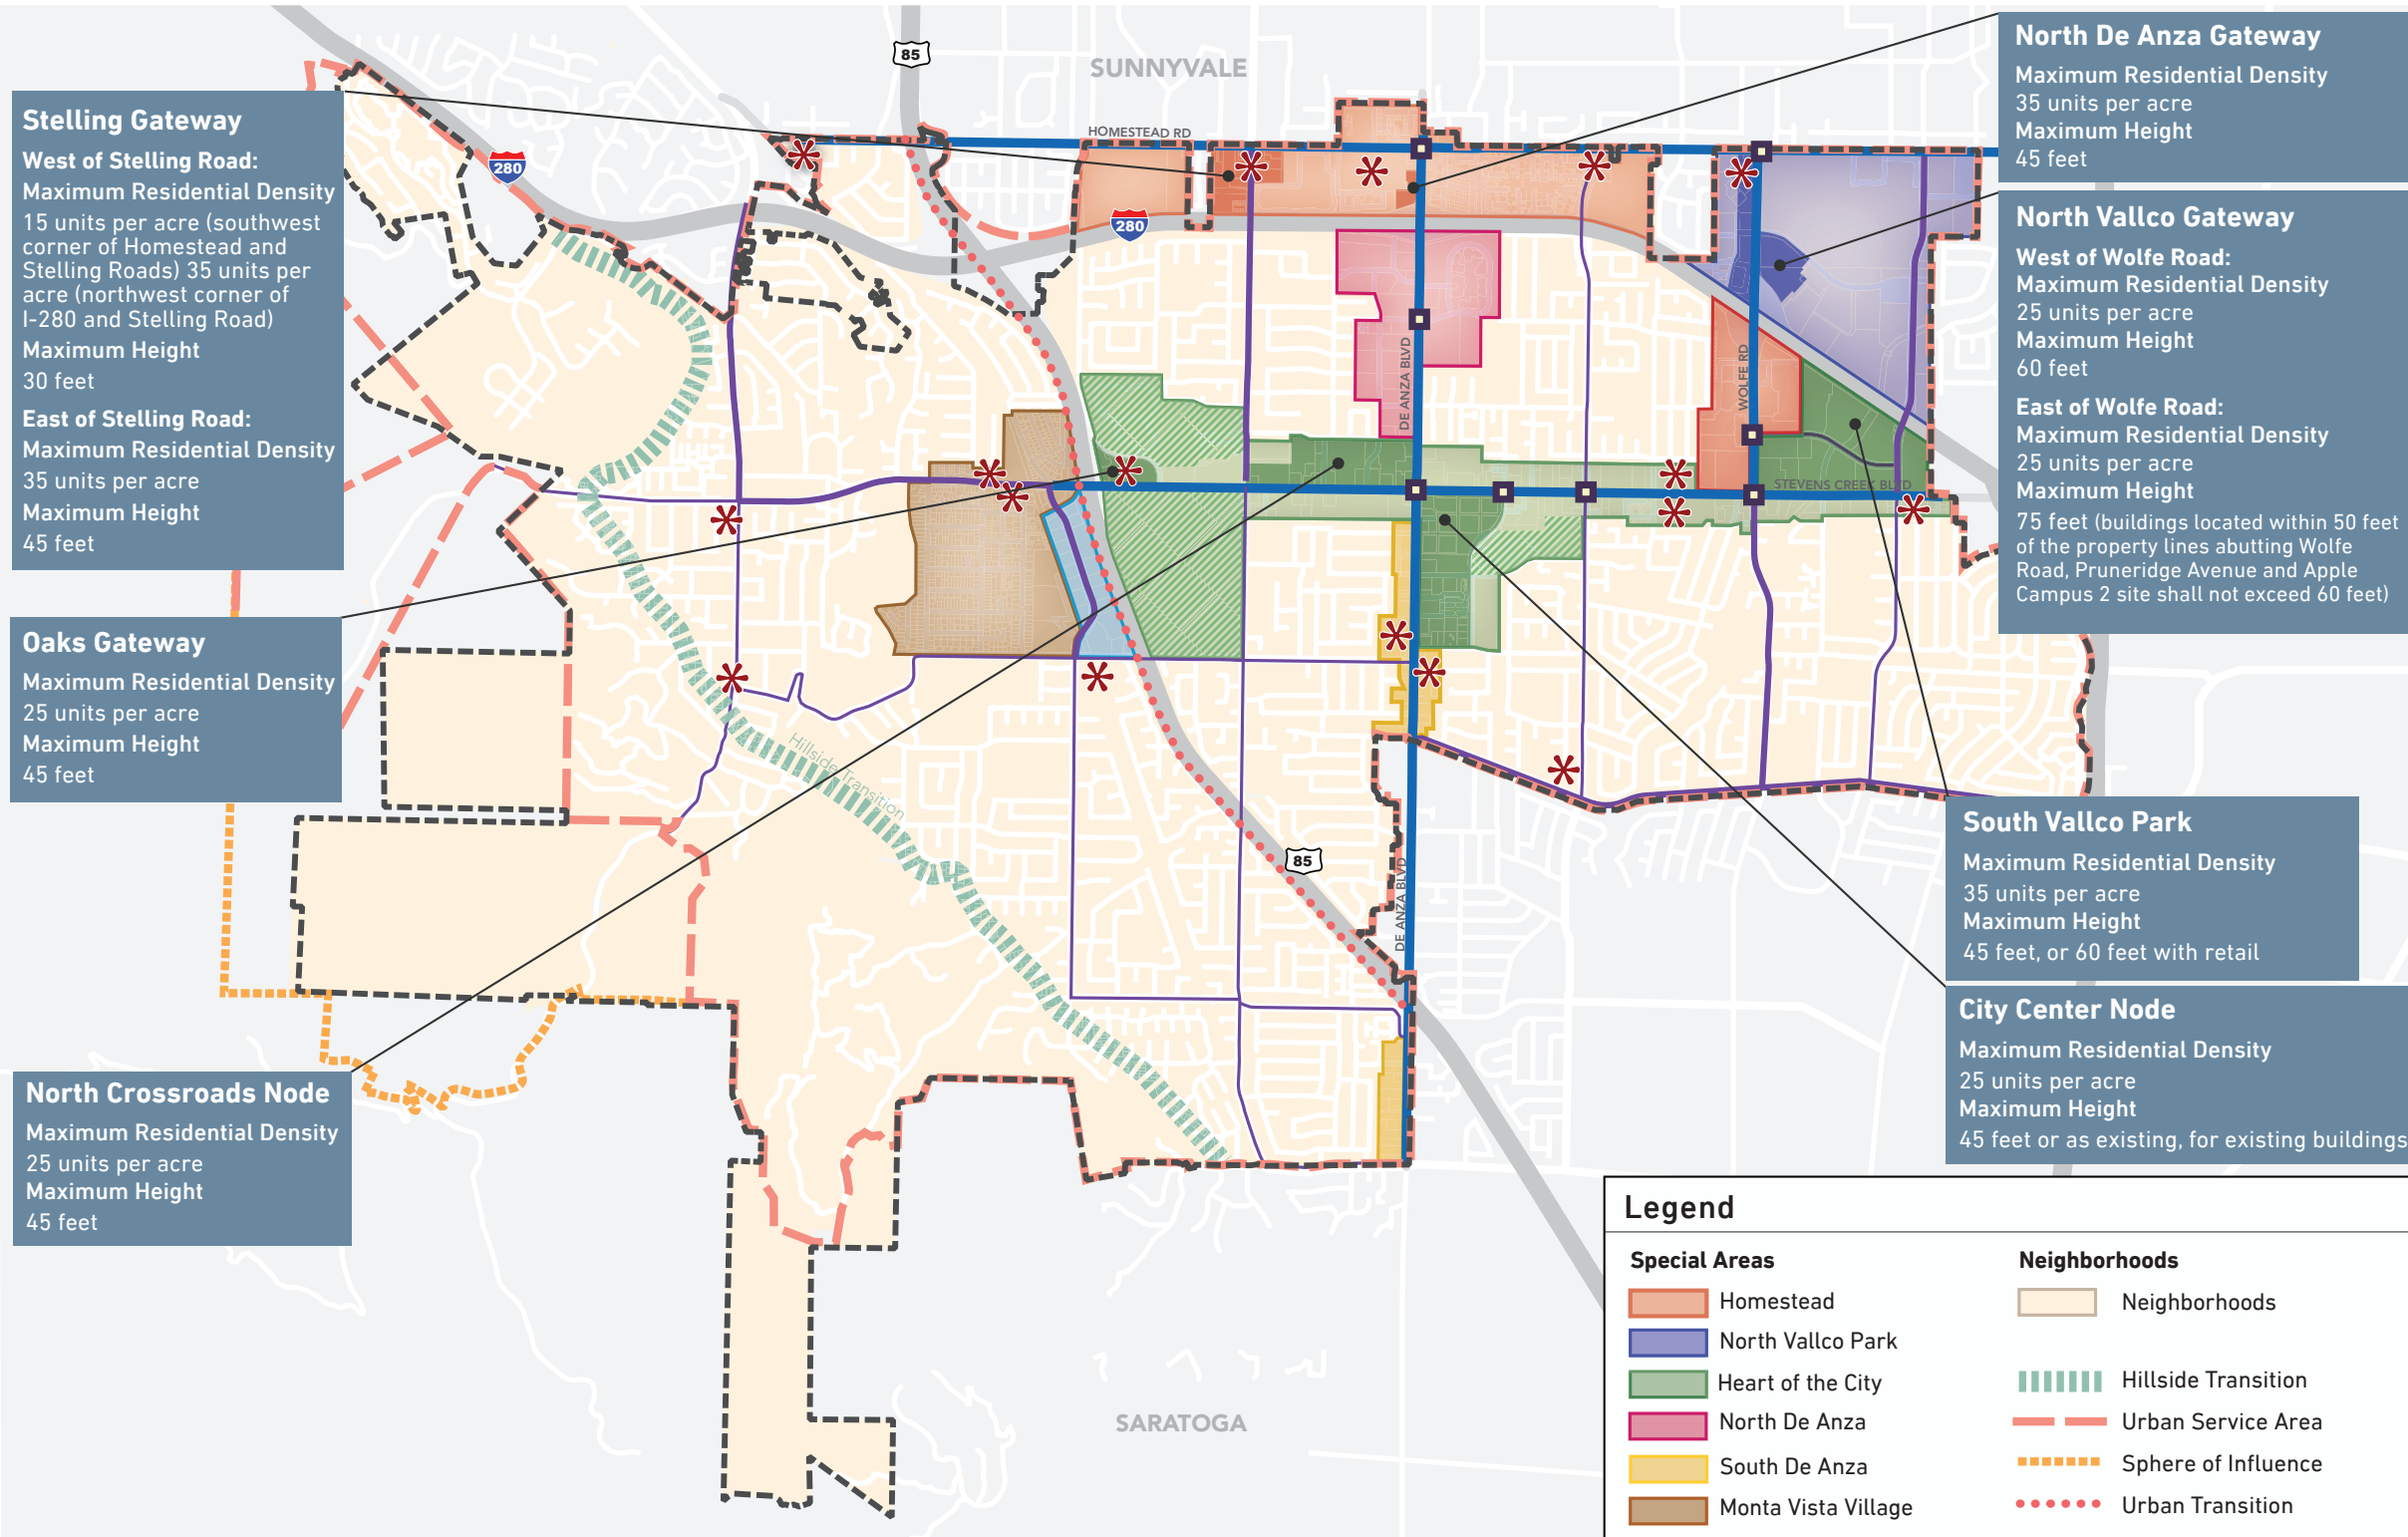 Stelling Gateway
West of Stelling Road:
Maximum Residential Density
15 units per acre (southwest
corner of Homestead and
Stelling Roads) 35 units per
acre (northwest corner of
I-280 and Stelling Road)
Maximum Height
30 feet
East of Stelling Road:
Maximum Residential Density
35 units per acre
Maximum Height
45 feet
Oaks Gateway
Maximum Residential Density
25 units per acre
Maximum Height
45 feet
North Crossroads Node
Maximum Residential Density
25 units per acre
Maximum Height
45 feet
85
SUNNYVALE
HOMESTEAD RD
280
280
DE ANZA BLVD
WOLFE RD
STEVENS CREEK BLVD
Hillside Transition
85
DE ANZA BLVD
SARATOGA
North De Anza Gateway
Maximum Residential Density
35 units per acre
Maximum Height
45 feet
North Vallco Gateway
West of Wolfe Road:
Maximum Residential Density
25 units per acre
Maximum Height
60 feet
East of Wolfe Road:
Maximum Residential Density
25 units per acre
Maximum Height
75 feet (buildings located within 50 feet
of the property lines abutting Wolfe
Road, Pruneridge Avenue and Apple
Campus 2 site shall not exceed 60 feet)
South Vallco Park
Maximum Residential Density
35 units per acre
Maximum Height
45 feet, or 60 feet with retail
City Center Node
Maximum Residential Density
25 units per acre
Maximum Height
45 feet or as existing, for existing buildings
Legend
Special Areas
Homestead
North Vallco Park
Heart of the City
North De Anza
South De Anza
Monta Vista Village
Neighborhoods
Neighborhoods
Hillside Transition
Urban Service Area
Sphere of Influence
Urban Transition